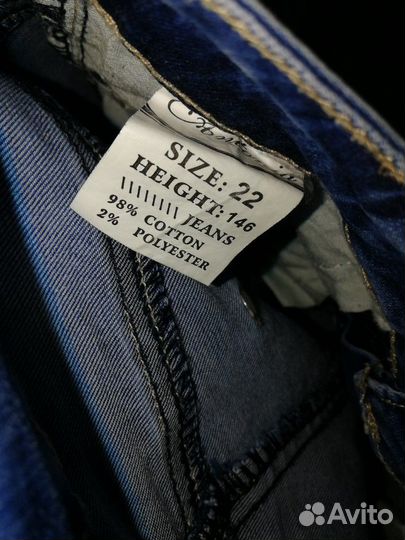 SIZE: 22
HEIGHT: 146
\\\\\\\\\ JEANS
98% COTTON
2% POLYESTER
Avito